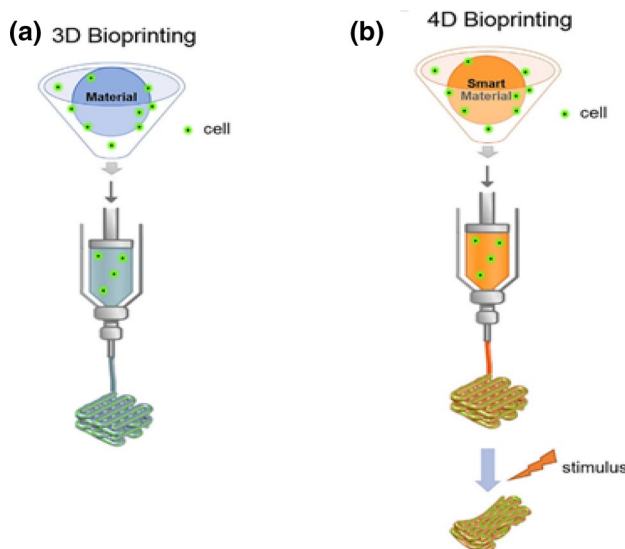 (a) 3D Bioprinting
Material
cell
(b) 4D Bioprinting
Smart
Material
cell
stimulus